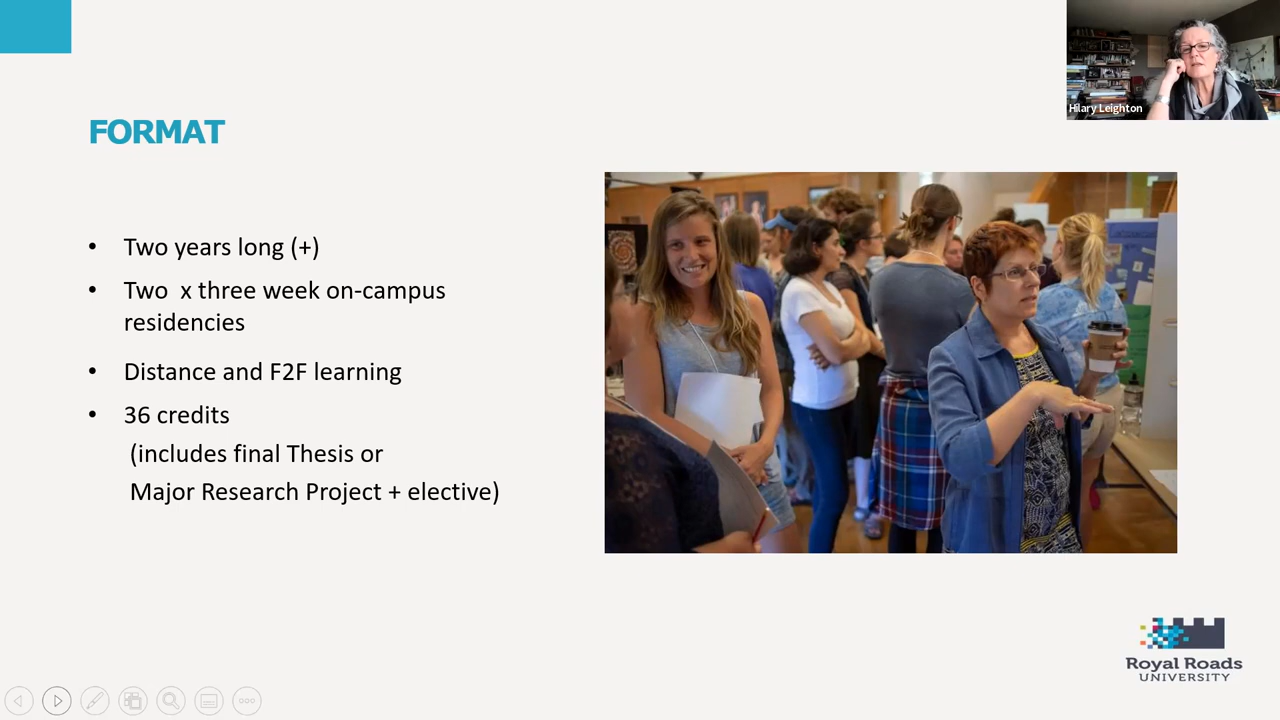 Hilary Leighton
FORMAT
• Two years long (+)
• Two x three week on-campus
residencies
• Distance and F2F learning
• 36 credits
(includes final Thesis or
Major Research Project + elective)
Royal Roads
UNIVERSITY